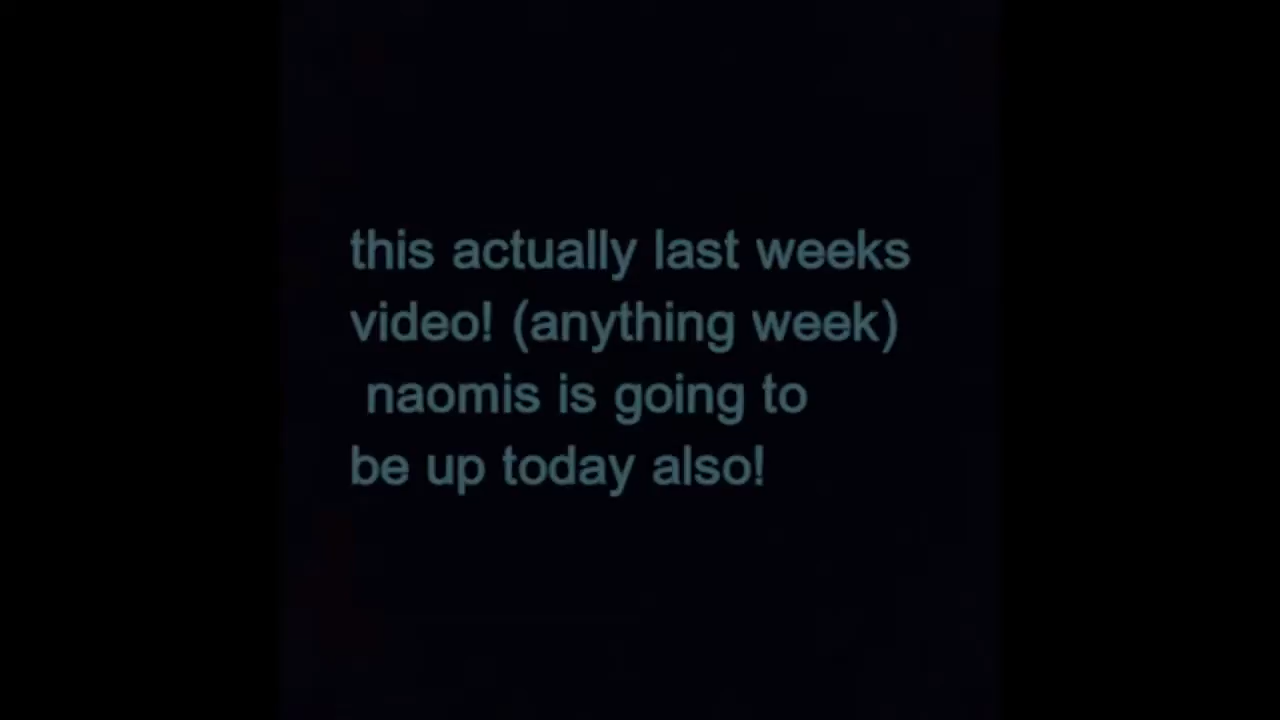 this actually last weeks
video! (anything week)
naomis is going to
be up today also!